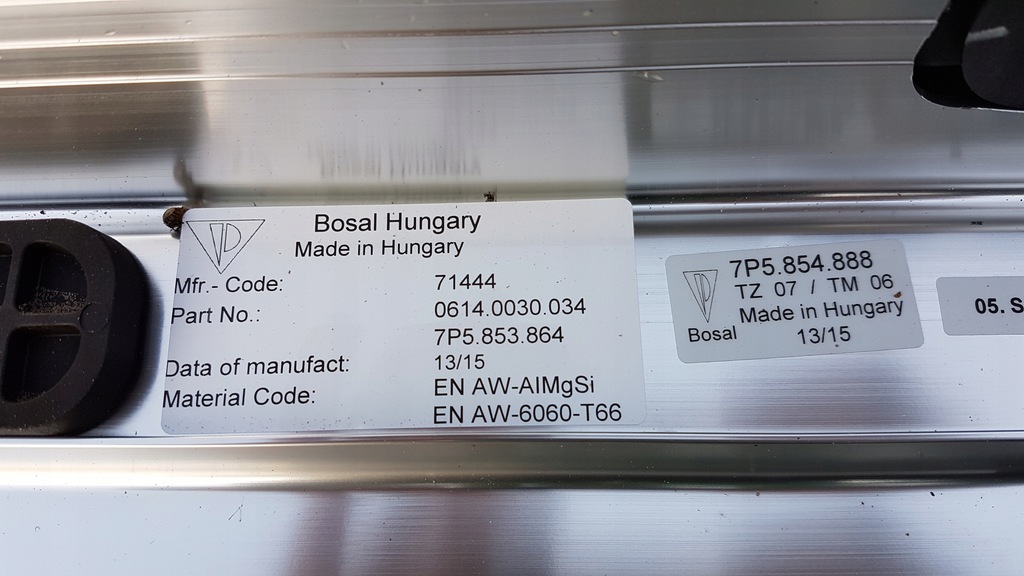 Bosal Hungary
Made in Hungary
Mfr.- Code: 71444
Part No.: 0614.0030.034
7P5.853.864
Data of manufact: 13/15
Material Code: EN AW-AlMgSi
EN AW-6060-T66
7P5.854.888
TZ 07 / TM 06
Made in Hungary
Bosal 13/15
05. S